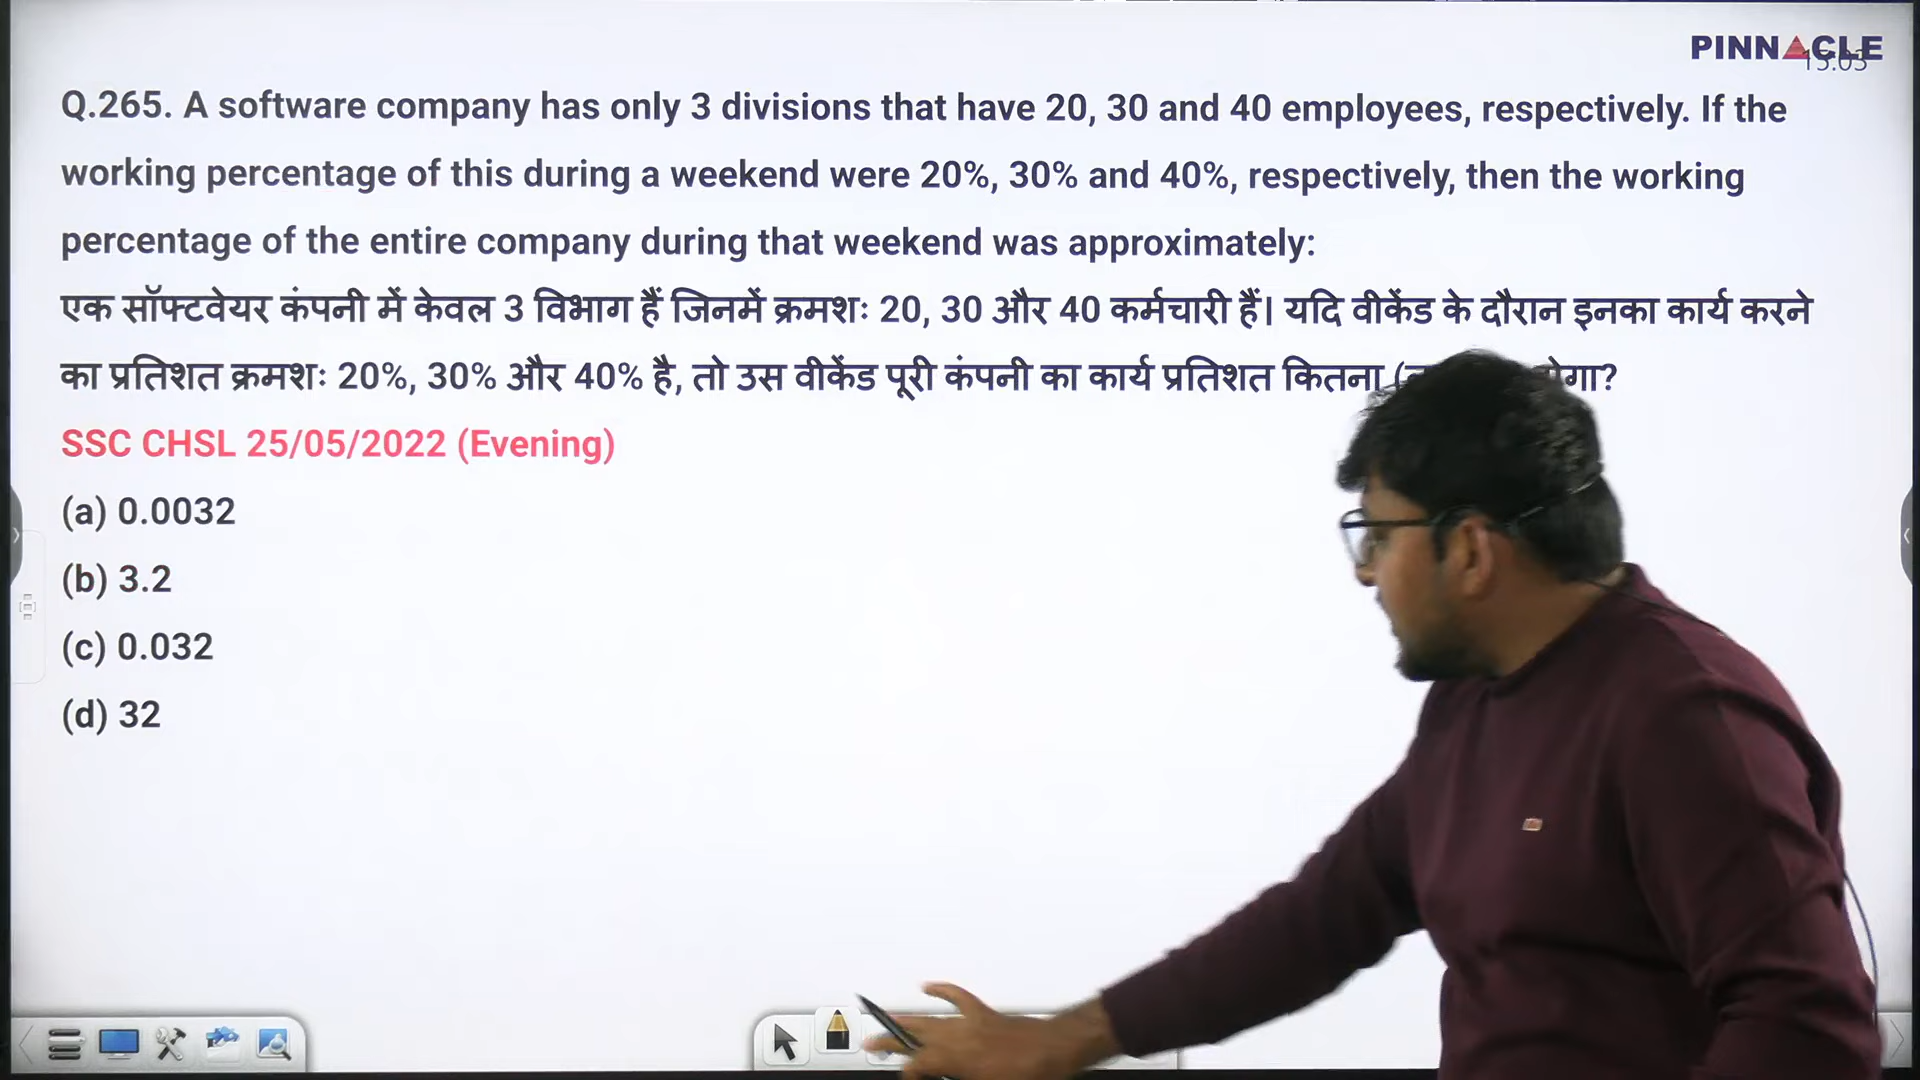 PINNACLE
15:03
Q.265. A software company has only 3 divisions that have 20, 30 and 40 employees, respectively. If the
working percentage of this during a weekend were 20%, 30% and 40%, respectively, then the working
percentage of the entire company during that weekend was approximately:
एक सॉफ्टवेयर कंपनी में केवल 3 विभाग हैं जिनमें क्रमशः 20, 30 और 40 कर्मचारी हैं। यदि वीकेंड के दौरान इनका कार्य करने
का प्रतिशत क्रमशः 20%, 30% और 40% है, तो उस वीकेंड पूरी कंपनी का कार्य प्रतिशत कितना
SSC CHSL 25/05/2022 (Evening)
(a) 0.0032
(b) 3.2
(c) 0.032
(d) 32